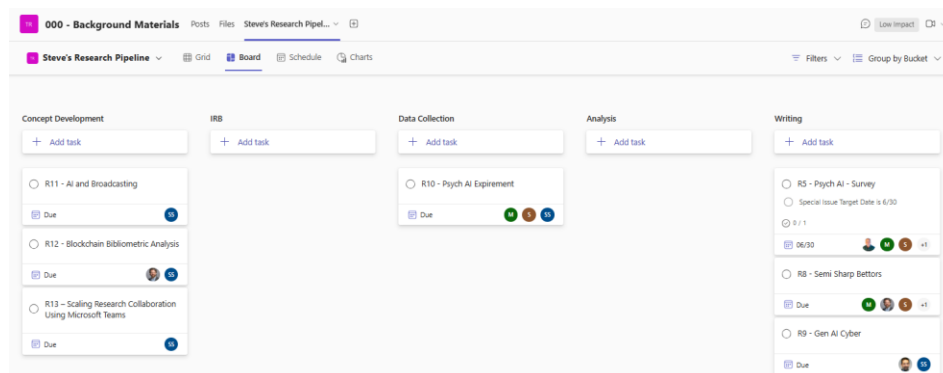 TR 000 - Background Materials Posts Files Steve's Research Pipel... Low Impact
Steve's Research Pipeline Grid Board Schedule Charts Filters Group by Bucket
Concept Development
Add task
R11 - AI and Broadcasting
Due SS
R12 - Blockchain Bibliometric Analysis
Due SS
R13 – Scaling Research Collaboration
Using Microsoft Teams
Due SS
IRB
Add task
Data Collection
Add task
R10 - Psych AI Expirement
Due M S SS
Analysis
Add task
Writing
Add task
R5 - Psych AI - Survey
Special Issue Target Date is 6/30
0 / 1
06/30 M S +1
R8 - Semi Sharp Bettors
Due M S +1
R9 - Gen AI Cyber
Due SS